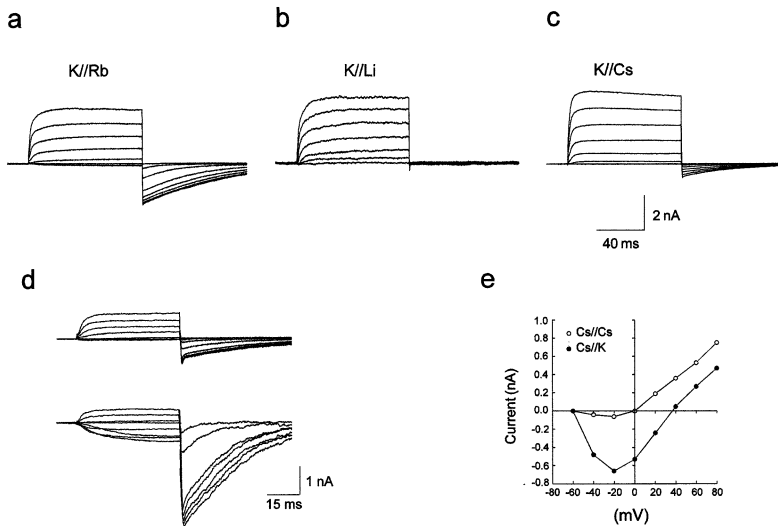 a
b
c
K//Rb
K//Li
K//Cs
2 nA
40 ms
d
e
1 nA
15 ms
Cs//Cs
Cs//K
Current (nA)
1.0
0.8
0.6
0.4
0.2
0.0
-0.2
-0.4
-0.6
-0.8
-80 -60 -40 -20 0 20 40 60 80
(mV)